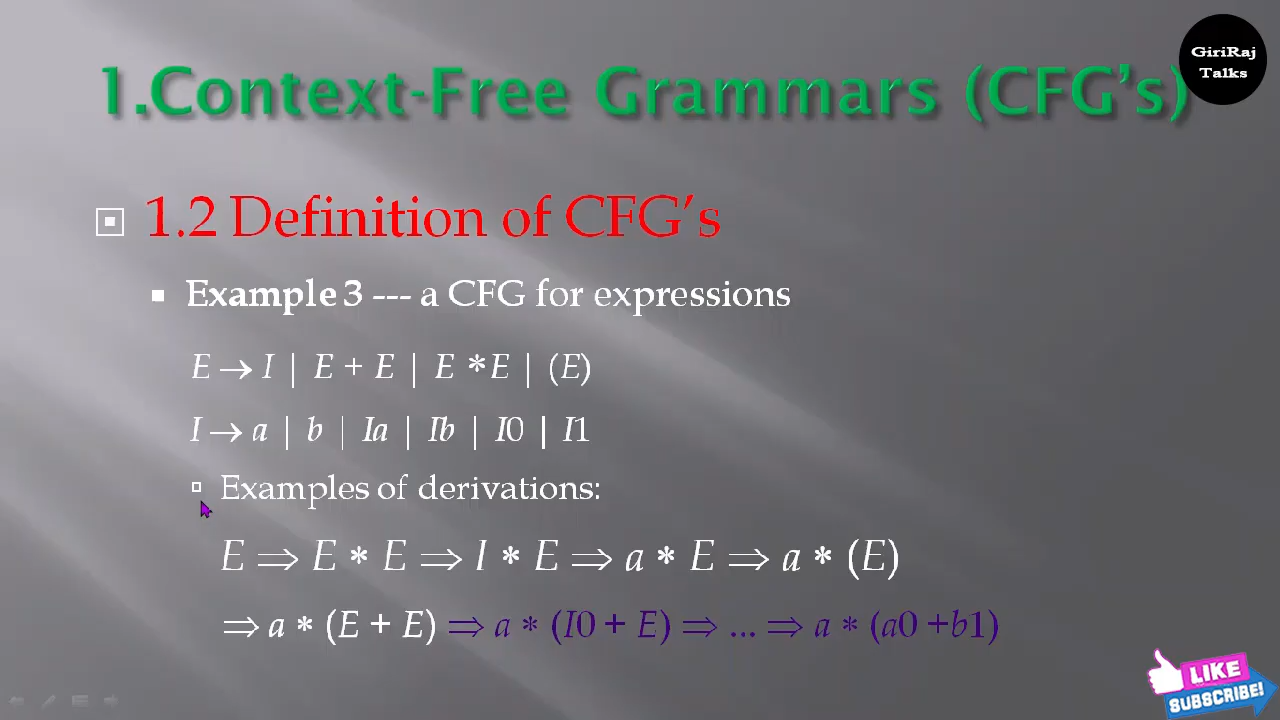 GiriRaj
Talks
1.Context-Free Grammars (CFG's)
1.2 Definition of CFG's
Example 3 --- a CFG for expressions
E → I | E + E | E * E | (E)
I → a | b | Ia | Ib | I0 | I1
Examples of derivations:
E ⇒ E * E ⇒ I * E ⇒ a * E ⇒ a * (E)
⇒ a * (E + E) ⇒ a * (I0 + E) ⇒ ... ⇒ a * (a0 +b1)
LIKE
SUBSCRIBE!